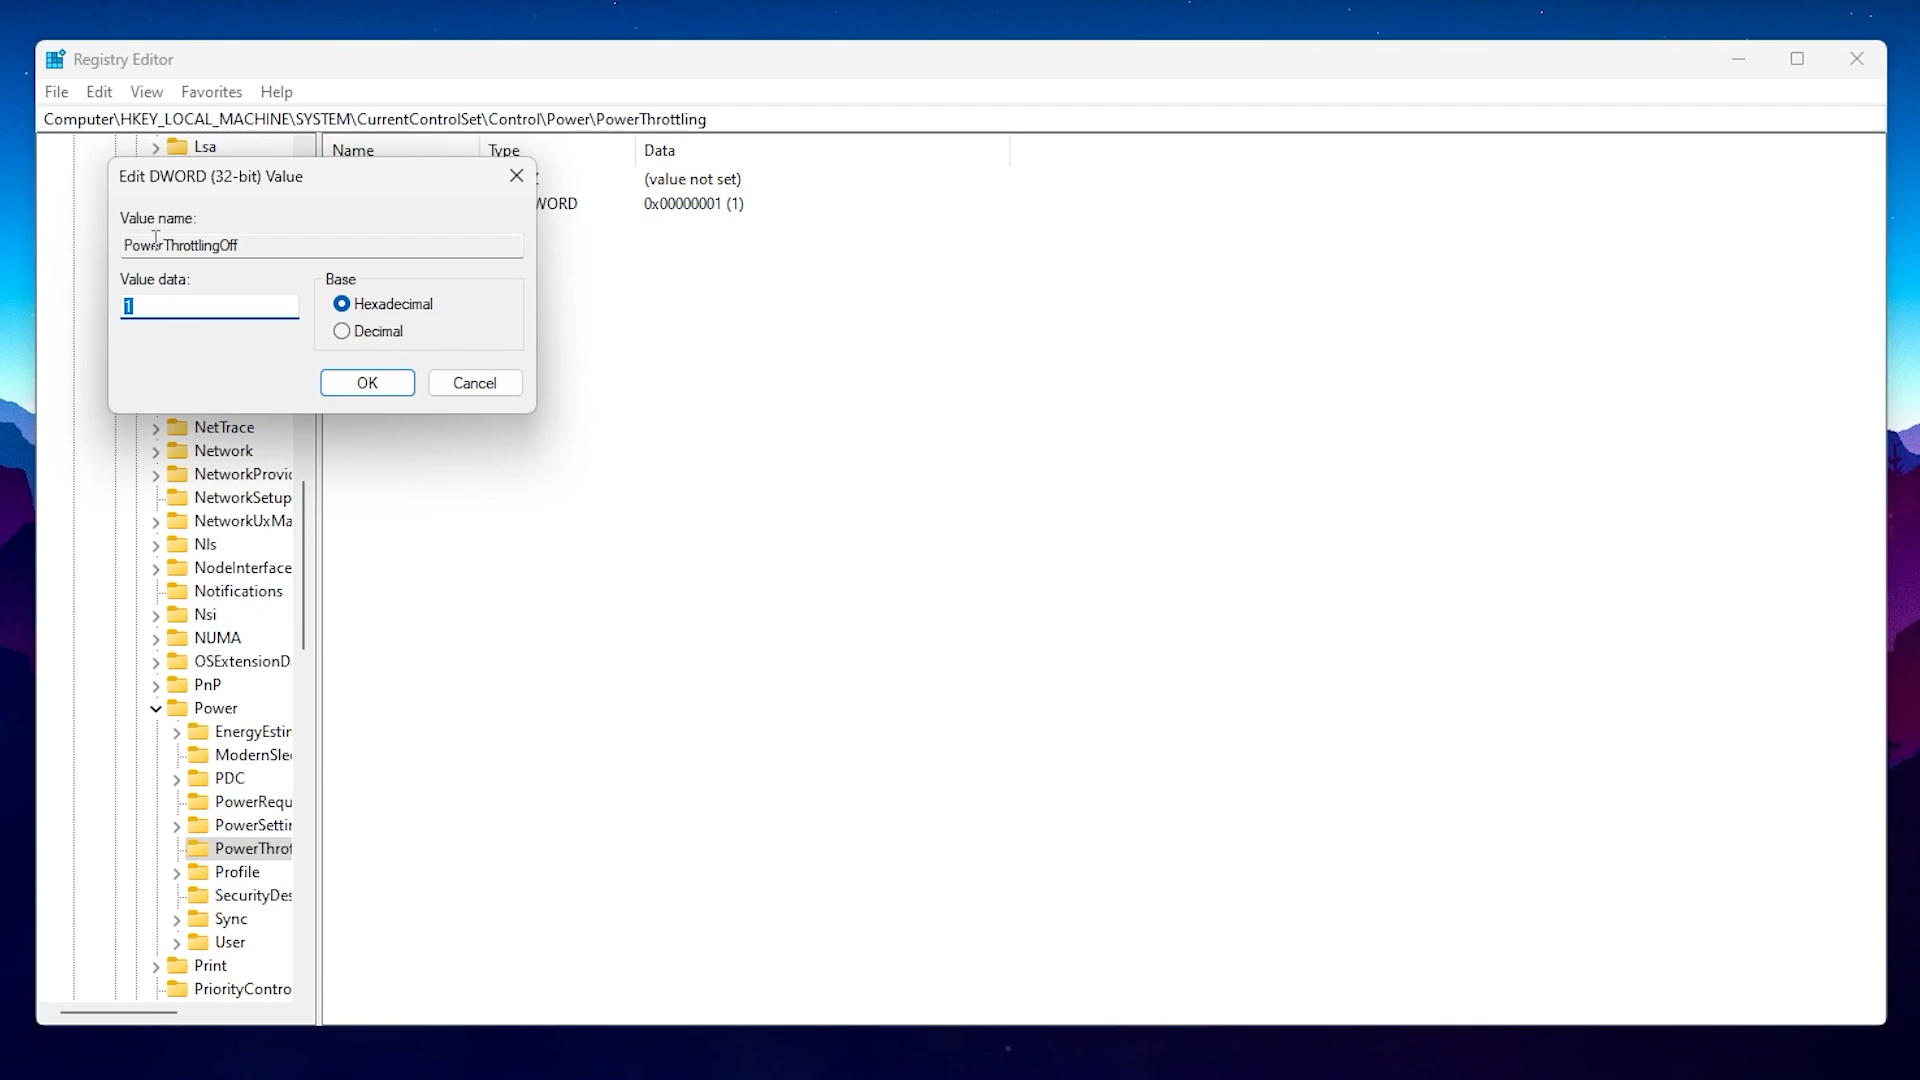 Registry Editor
File Edit View Favorites Help
Computer\HKEY_LOCAL_MACHINE\SYSTEM\CurrentControlSet\Control\Power\PowerThrottling
Lsa
Name Type Data
Edit DWORD (32-bit) Value
(value not set)
WORD 0x00000001 (1)
Value name:
PowerThrottlingOff
Value data:
1
Base
Hexadecimal
Decimal
OK Cancel
NetTrace
Network
NetworkProvic
NetworkSetup
NetworkUxMa
Nls
NodeInterface
Notifications
Nsi
NUMA
OSExtensionD
PnP
Power
EnergyEstin
ModernSlee
PDC
PowerRequ
PowerSettin
PowerThrot
Profile
SecurityDes
Sync
User
Print
PriorityContro